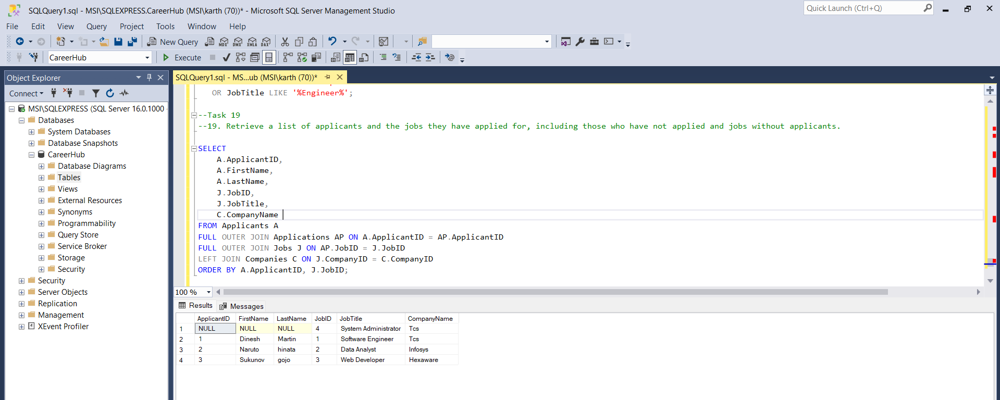 SQLQuery1.sql - MSI\SQLEXPRESS.CareerHub (MSI\karth (70))* - Microsoft SQL Server Management Studio
Quick Launch (Ctrl+Q)
File Edit View Query Project Tools Window Help
New Query
MDX DMX XMLA DAX
CareerHub
Execute
Object Explorer
Connect
MSI\SQLEXPRESS (SQL Server 16.0.1000 -
Databases
System Databases
Database Snapshots
CareerHub
Database Diagrams
Tables
Views
External Resources
Synonyms
Programmability
Query Store
Service Broker
Storage
Security
Security
Server Objects
Replication
Management
XEvent Profiler
SQLQuery1.sql - MS...ub (MSI\karth (70))*
OR JobTitle LIKE '%Engineer%';
--Task 19
--19. Retrieve a list of applicants and the jobs they have applied for, including those who have not applied and jobs without applicants.
SELECT
A.ApplicantID,
A.FirstName,
A.LastName,
J.JobID,
J.JobTitle,
C.CompanyName
FROM Applicants A
FULL OUTER JOIN Applications AP ON A.ApplicantID = AP.ApplicantID
FULL OUTER JOIN Jobs J ON AP.JobID = J.JobID
LEFT JOIN Companies C ON J.CompanyID = C.CompanyID
ORDER BY A.ApplicantID, J.JobID;
100 %
Results Messages
ApplicantID FirstName LastName JobID JobTitle CompanyName
1 NULL NULL NULL 4 System Administrator Tcs
2 1 Dinesh Martin 1 Software Engineer Tcs
3 2 Naruto hinata 2 Data Analyst Infosys
4 3 Sukunov gojo 3 Web Developer Hexaware